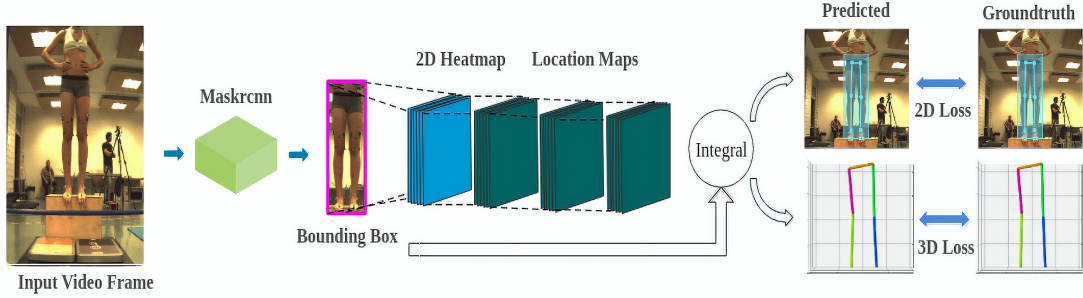 Predicted
Groundtruth
2D Heatmap
Location Maps
Maskrcnn
2D Loss
Integral
Bounding Box
3D Loss
Input Video Frame